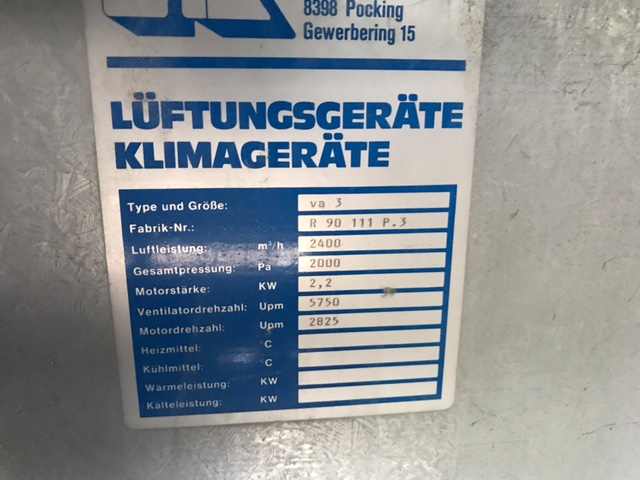 8398 Pocking
Gewerbering 15
LÜFTUNGSGERÄTE
KLIMAGERÄTE
Type und Größe: va 3
Fabrik-Nr.: R 90 111 P.3
Luftleistung: m³/h 2400
Gesamtpressung: Pa 2000
Motorstärke: KW 2,2
Ventilatordrehzahl: Upm 5750
Motordrehzahl: Upm 2825
Heizmittel: °C
Kühlmittel: °C
Wärmeleistung: KW
Kälteleistung: KW